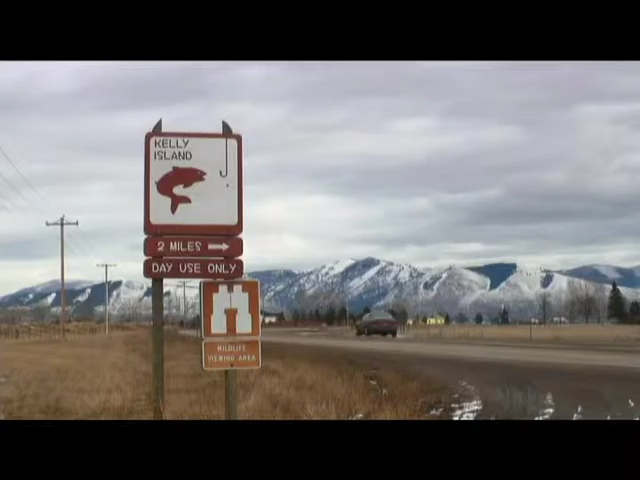 KELLY
ISLAND
2 MILES
DAY USE ONLY
WILDLIFE
VIEWING AREA